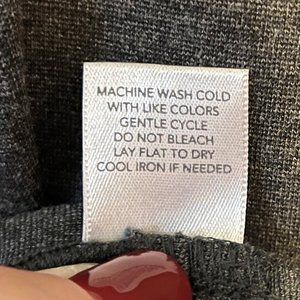 MACHINE WASH COLD
WITH LIKE COLORS
GENTLE CYCLE
DO NOT BLEACH
LAY FLAT TO DRY
COOL IRON IF NEEDED